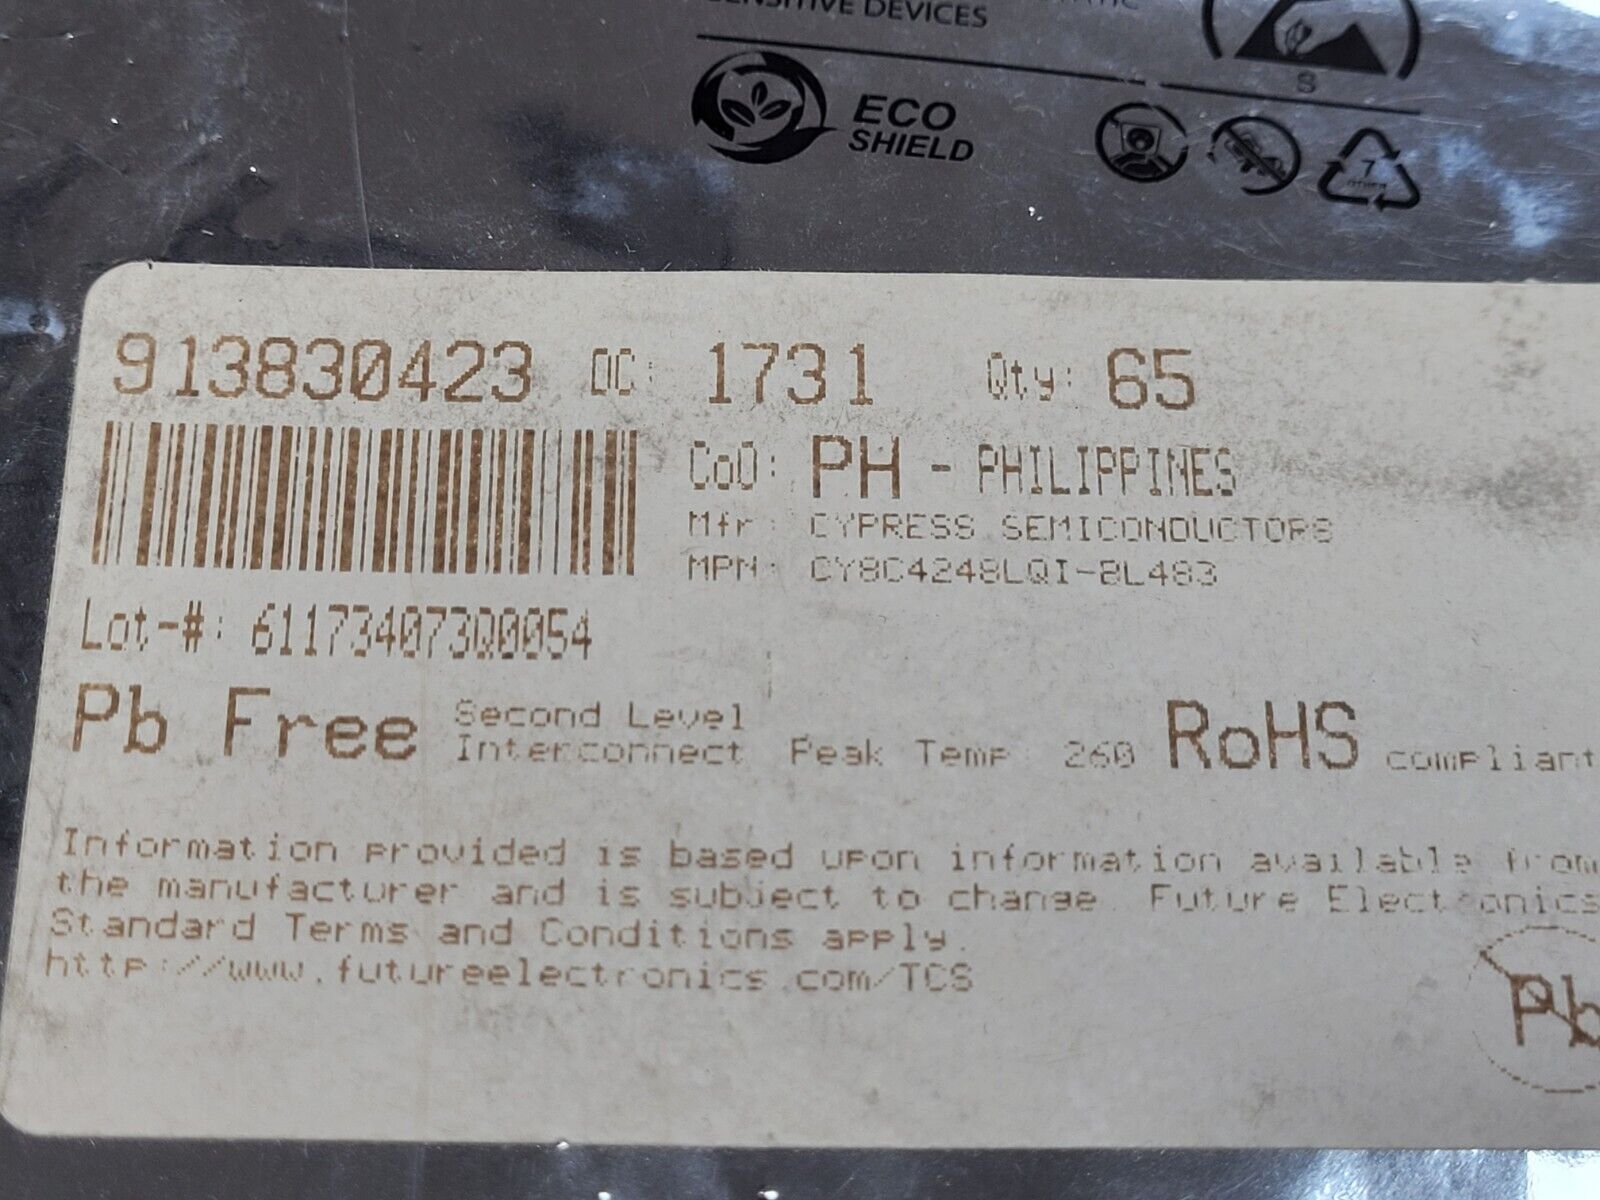 SENSITIVE DEVICES
S
ECO
SHIELD
7
OTHER
913830423 DC: 1731 Qty: 65
CoO: PH - PHILIPPINES
Mfr: CYPRESS SEMICONDUCTORS
MPN: CY8C4248LQI-BL483
Lot-#: 611734073Q0054
Pb Free Second Level Interconnect Peak Temp: 260 RoHS compliant
Information provided is based upon information available from
the manufacturer and is subject to change. Future Electronics
Standard Terms and Conditions apply.
http://www.futureelectronics.com/TCS
Pb